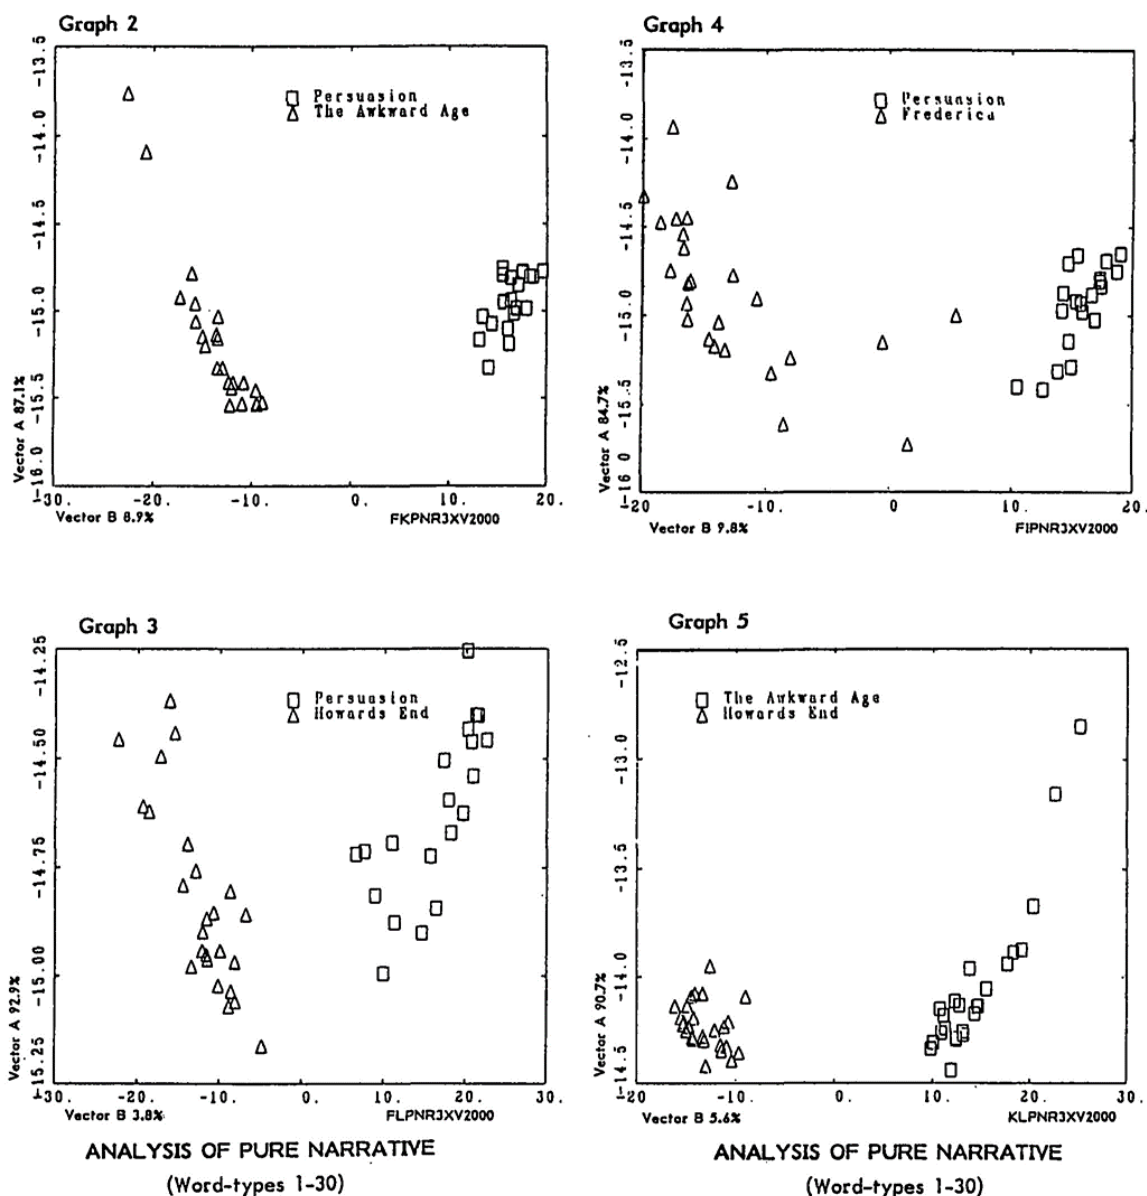 Graph 2
-13.5
-14.0
-14.5
-15.0
-15.5
-16.0
Vector A 87.1%
Persuasion
The Awkward Age
-30.
-20.
-10.
0.
10.
20.
Vector B 8.9%
FKPNR3XV2000
Graph 4
-13.5
-14.0
-14.5
-15.0
-15.5
-16.0
Vector A 84.7%
Persuasion
Frederica
-20
-10.
0.
10.
20.
Vector B 9.8%
FIPNR3XV2000
Graph 3
-14.25
-14.50
-14.75
-15.00
-15.25
Vector A 92.9%
Persuasion
Howards End
-30.
-20.
-10.
0.
10.
20.
30.
Vector B 3.8%
FLPNR3XV2000
ANALYSIS OF PURE NARRATIVE
(Word-types 1-30)
Graph 5
-12.5
-13.0
-13.5
-14.0
-14.5
Vector A 90.7%
The Awkward Age
Howards End
-20
-10.
0.
10.
20.
30.
Vector B 5.6%
KLPNR3XV2000
ANALYSIS OF PURE NARRATIVE
(Word-types 1-30)